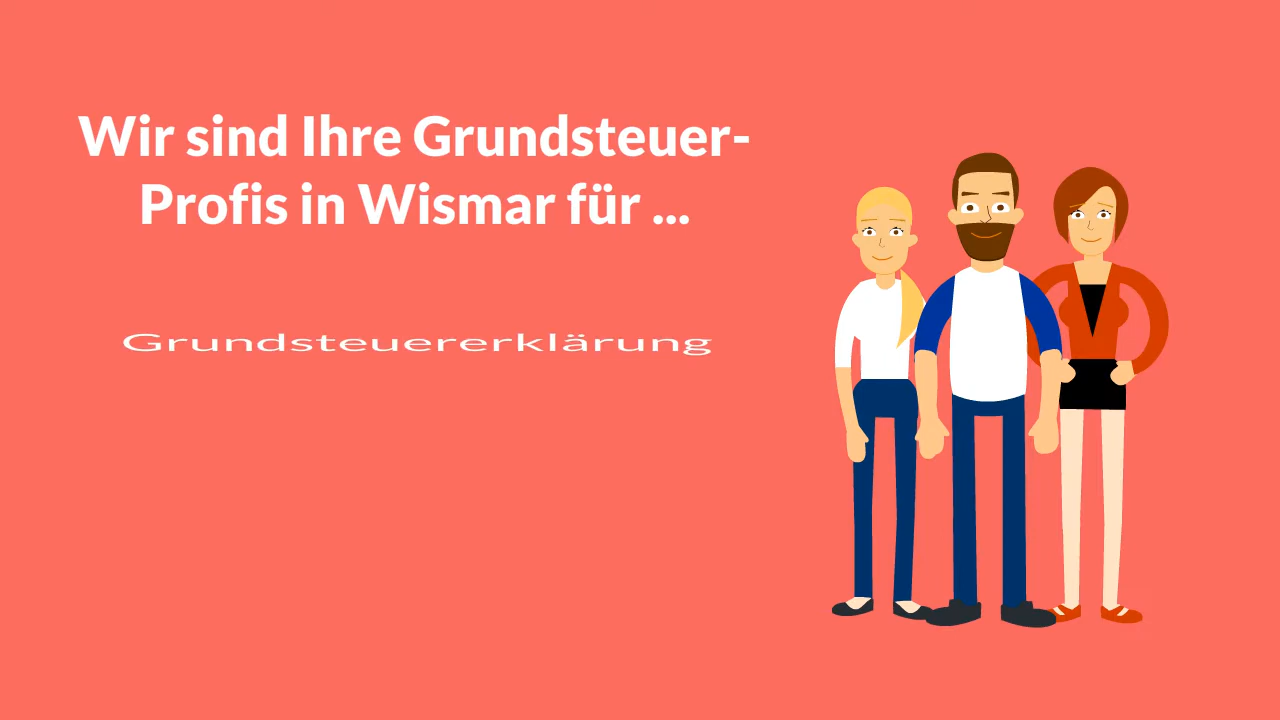 Wir sind Ihre Grundsteuer-
Profis in Wismar für ...
Grundsteuererklärung